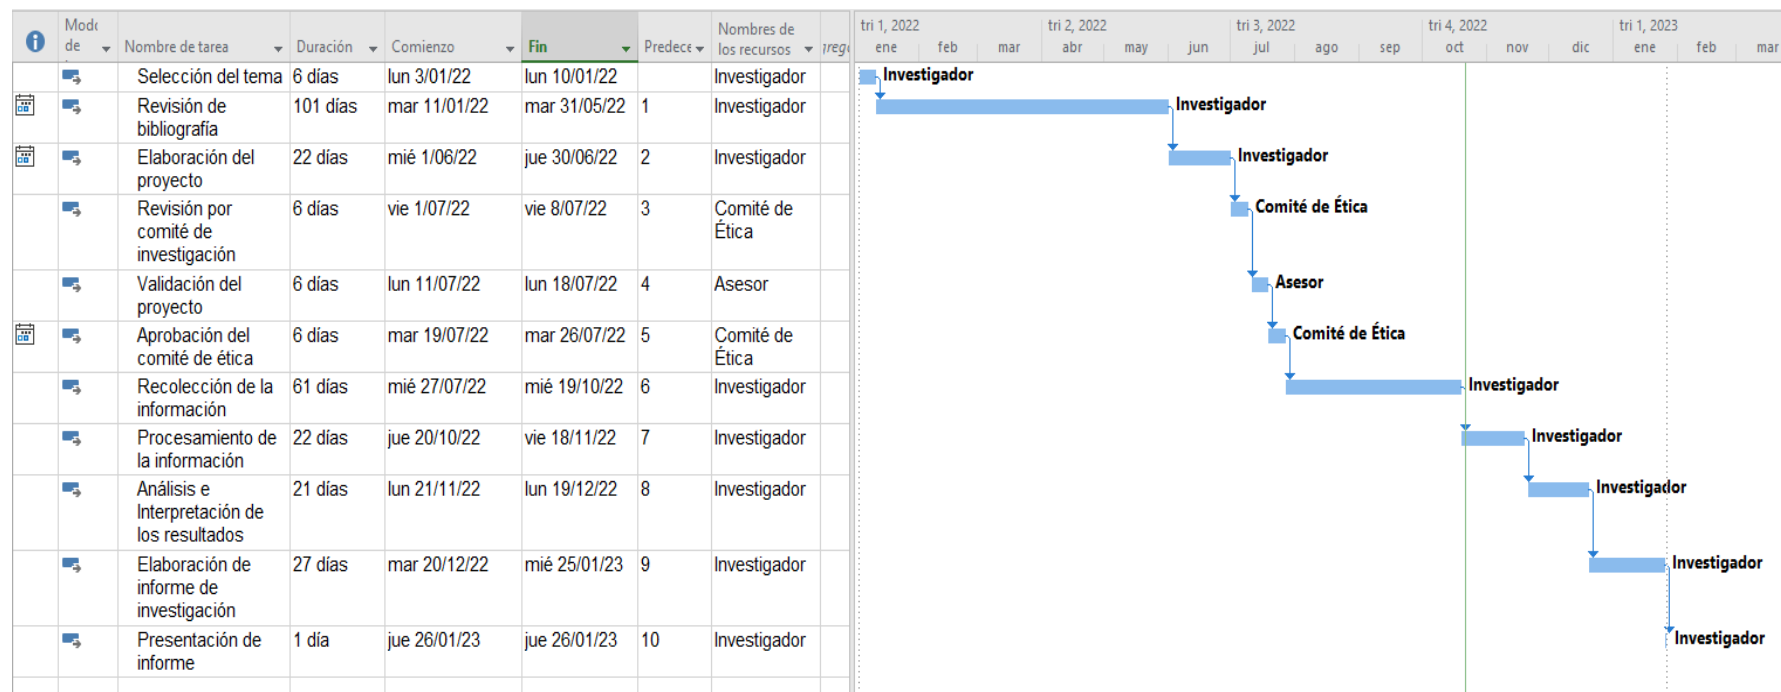 Modo de
Nombre de tarea
Duración
Comienzo
Fin
Predece
Nombres de los recursos
tri 1, 2022
tri 2, 2022
tri 3, 2022
tri 4, 2022
tri 1, 2023
ene feb mar abr may jun jul ago sep oct nov dic ene feb mar
Selección del tema 6 días lun 3/01/22 lun 10/01/22 Investigador
Investigador
Revisión de 101 días mar 11/01/22 mar 31/05/22 1 Investigador
bibliografía
Investigador
Elaboración del 22 días mié 1/06/22 jue 30/06/22 2 Investigador
proyecto
Investigador
Revisión por 6 días vie 1/07/22 vie 8/07/22 3 Comité de
comité de Ética
investigación
Comité de Ética
Validación del 6 días lun 11/07/22 lun 18/07/22 4 Asesor
proyecto
Asesor
Aprobación del 6 días mar 19/07/22 mar 26/07/22 5 Comité de
comité de ética Ética
Comité de Ética
Recolección de la 61 días mié 27/07/22 mié 19/10/22 6 Investigador
información
Investigador
Procesamiento de 22 días jue 20/10/22 vie 18/11/22 7 Investigador
la información
Investigador
Análisis e 21 días lun 21/11/22 lun 19/12/22 8 Investigador
Interpretación de
los resultados
Investigador
Elaboración de 27 días mar 20/12/22 mié 25/01/23 9 Investigador
informe de
investigación
Investigador
Presentación de 1 día jue 26/01/23 jue 26/01/23 10 Investigador
informe
Investigador